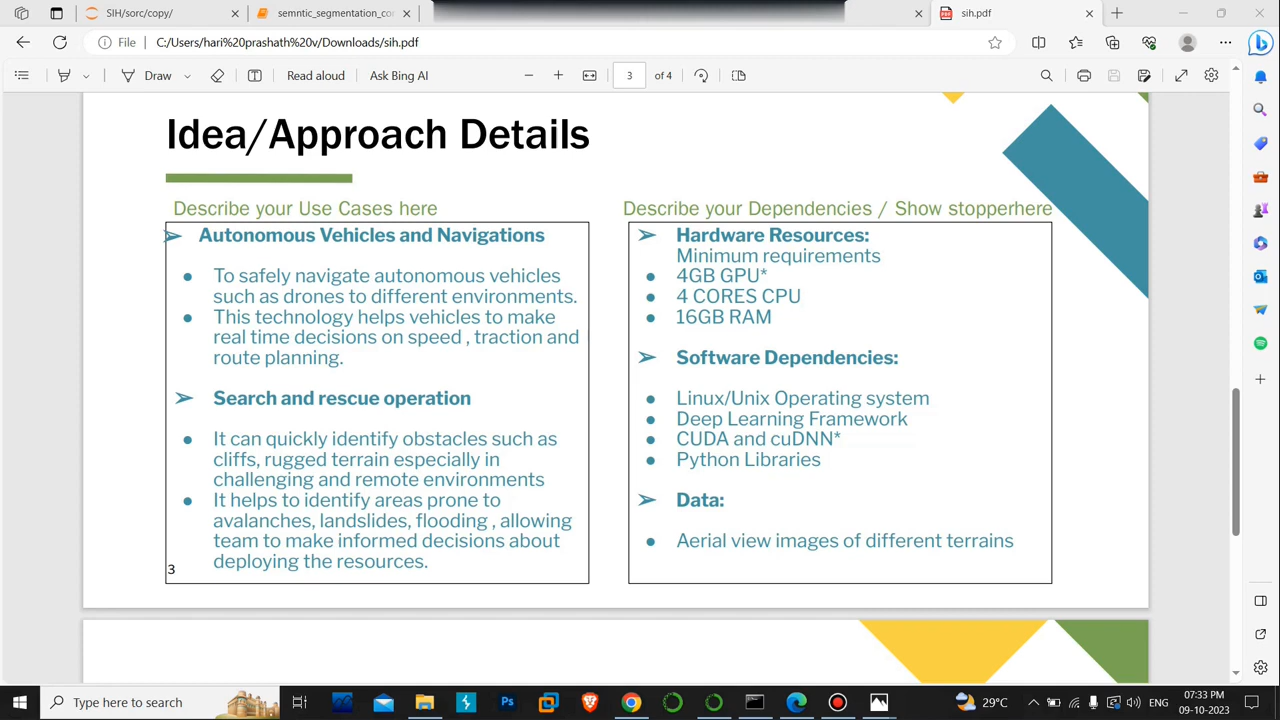 SIH/sorc/copy/
semntic_segmentation_co
sih.pdf
File
C:/Users/hari%20prashath%20v/Downloads/sih.pdf
Draw
Read aloud
Ask Bing AI
3
of 4
Idea/Approach Details
Describe your Use Cases here
➢ Autonomous Vehicles and Navigations
● To safely navigate autonomous vehicles
such as drones to different environments.
● This technology helps vehicles to make
real time decisions on speed , traction and
route planning.
➢ Search and rescue operation
● It can quickly identify obstacles such as
cliffs, rugged terrain especially in
challenging and remote environments
● It helps to identify areas prone to
avalanches, landslides, flooding , allowing
team to make informed decisions about
deploying the resources.
3
Describe your Dependencies / Show stopperhere
➢ Hardware Resources:
Minimum requirements
● 4GB GPU*
● 4 CORES CPU
● 16GB RAM
➢ Software Dependencies:
● Linux/Unix Operating system
● Deep Learning Framework
● CUDA and cuDNN*
● Python Libraries
➢ Data:
● Aerial view images of different terrains
Type here to search
Ps
29°C
ENG
07:33 PM
09-10-2023